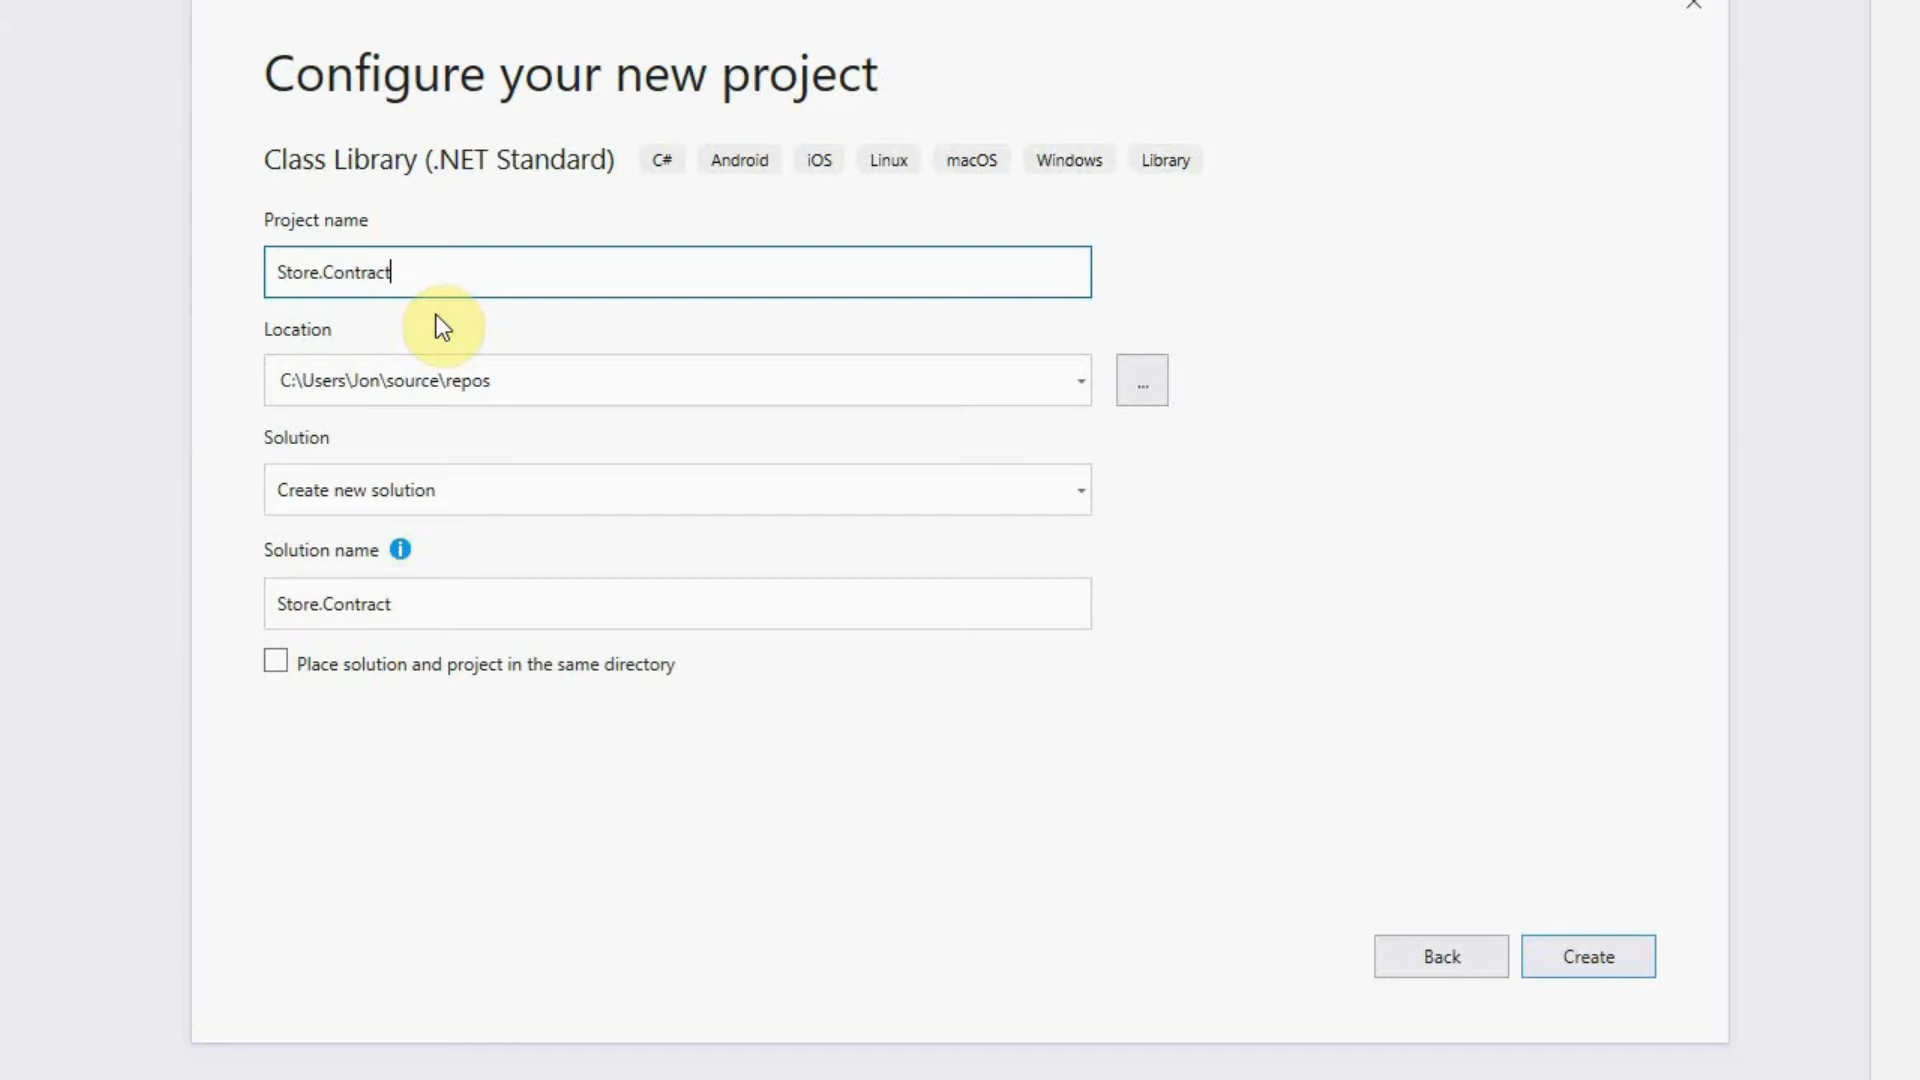 Configure your new project
Class Library (.NET Standard) C# Android iOS Linux macOS Windows Library
Project name
Store.Contract
Location
C:\Users\Jon\source\repos
...
Solution
Create new solution
Solution name i
Store.Contract
Place solution and project in the same directory
Back Create